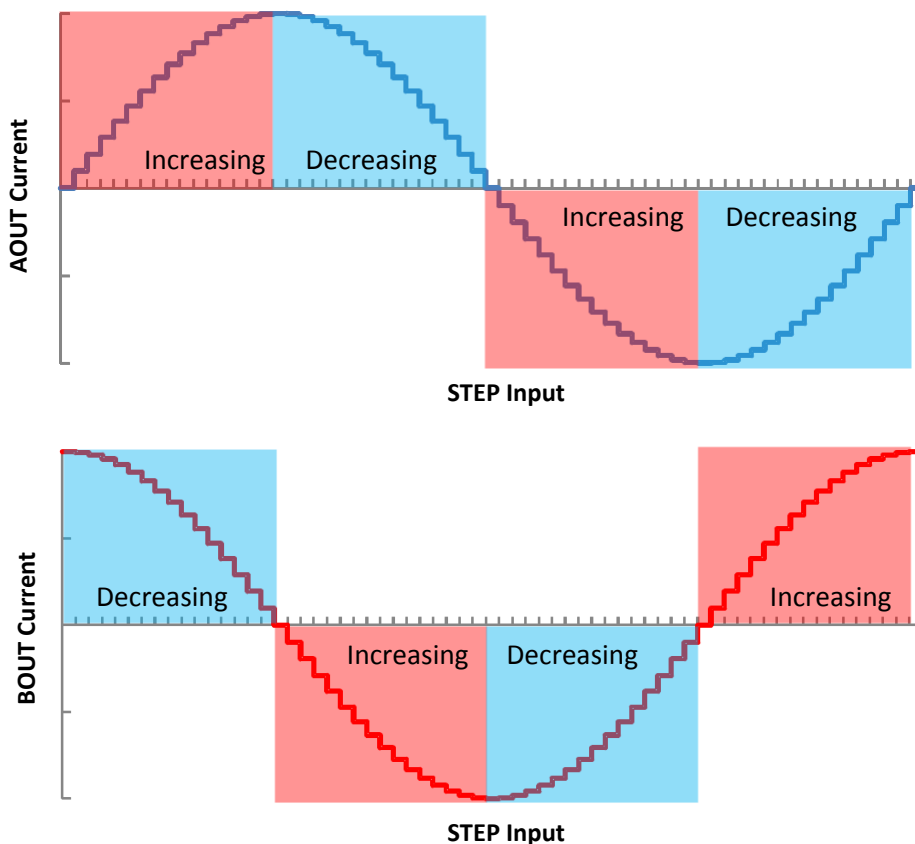 AOUT Current
Increasing
Decreasing
Increasing
Decreasing
STEP Input
BOUT Current
Decreasing
Increasing
Increasing
Decreasing
STEP Input